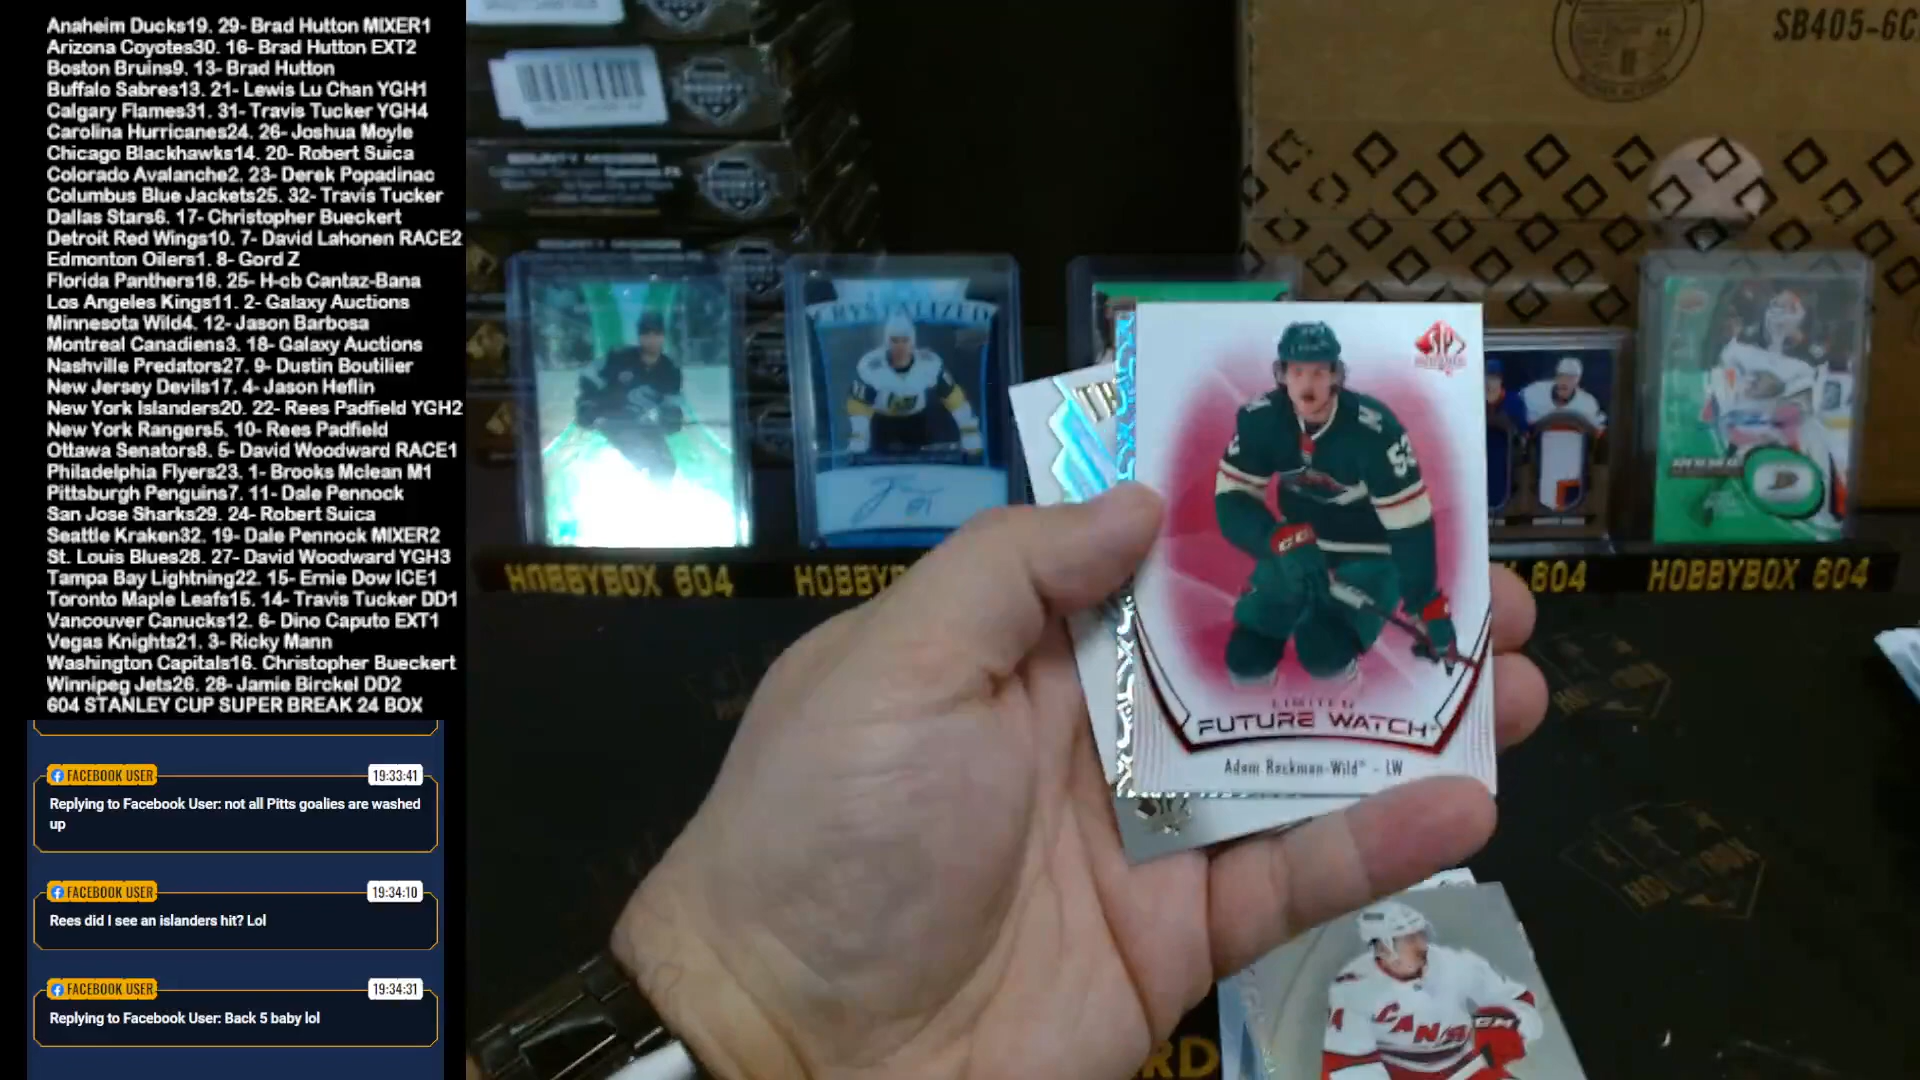 Anaheim Ducks19. 29- Brad Hutton MIXER1
Arizona Coyotes30. 16- Brad Hutton EXT2
Boston Bruins9. 13- Brad Hutton
Buffalo Sabres13. 21- Lewis Lu Chan YGH1
Calgary Flames31. 31- Travis Tucker YGH4
Carolina Hurricanes24. 26- Joshua Moyle
Chicago Blackhawks14. 20- Robert Suica
Colorado Avalanche2. 23- Derek Popadinac
Columbus Blue Jackets25. 32- Travis Tucker
Dallas Stars6. 17- Christopher Bueckert
Detroit Red Wings10. 7- David Lahonen RACE2
Edmonton Oilers1. 8- Gord Z
Florida Panthers18. 25- H-cb Cantaz-Bana
Los Angeles Kings11. 2- Galaxy Auctions
Minnesota Wild4. 12- Jason Barbosa
Montreal Canadiens3. 18- Galaxy Auctions
Nashville Predators27. 9- Dustin Boutilier
New Jersey Devils17. 4- Jason Heflin
New York Islanders20. 22- Rees Padfield YGH2
New York Rangers5. 10- Rees Padfield
Ottawa Senators8. 5- David Woodward RACE1
Philadelphia Flyers23. 1- Brooks Mclean M1
Pittsburgh Penguins7. 11- Dale Pennock
San Jose Sharks29. 24- Robert Suica
Seattle Kraken32. 19- Dale Pennock MIXER2
St. Louis Blues28. 27- David Woodward YGH3
Tampa Bay Lightning22. 15- Ernie Dow ICE1
Toronto Maple Leafs15. 14- Travis Tucker DD1
Vancouver Canucks12. 6- Dino Caputo EXT1
Vegas Knights21. 3- Ricky Mann
Washington Capitals16. Christopher Bueckert
Winnipeg Jets26. 28- Jamie Birckel DD2
604 STANLEY CUP SUPER BREAK 24 BOX
FACEBOOK USER 19:33:41
Replying to Facebook User: not all Pitts goalies are washed
up
FACEBOOK USER 19:34:10
Rees did I see an islanders hit? Lol
FACEBOOK USER 19:34:31
Replying to Facebook User: Back 5 baby lol
SB405-6C
CRYSTALIZED
SP
53
LIMITED
FUTURE WATCH
Adam Beckman-Wild - LW
HOBBYBOX 604
604
HOBBYBOX 604
CCM